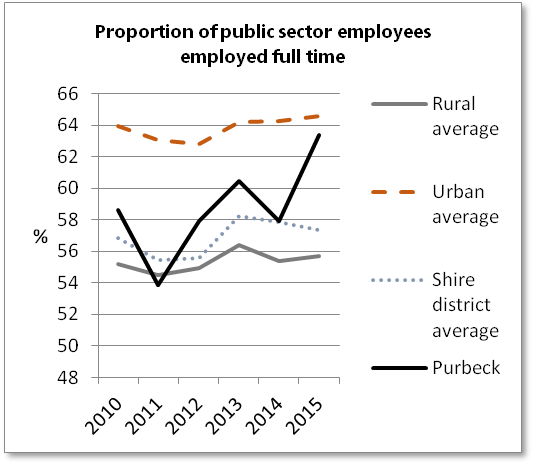 Proportion of public sector employees
employed full time
66
64
62
60
58
56
54
52
50
48
%
2010
2011
2012
2013
2014
2015
Rural
average
Urban
average
Shire
district
average
Purbeck